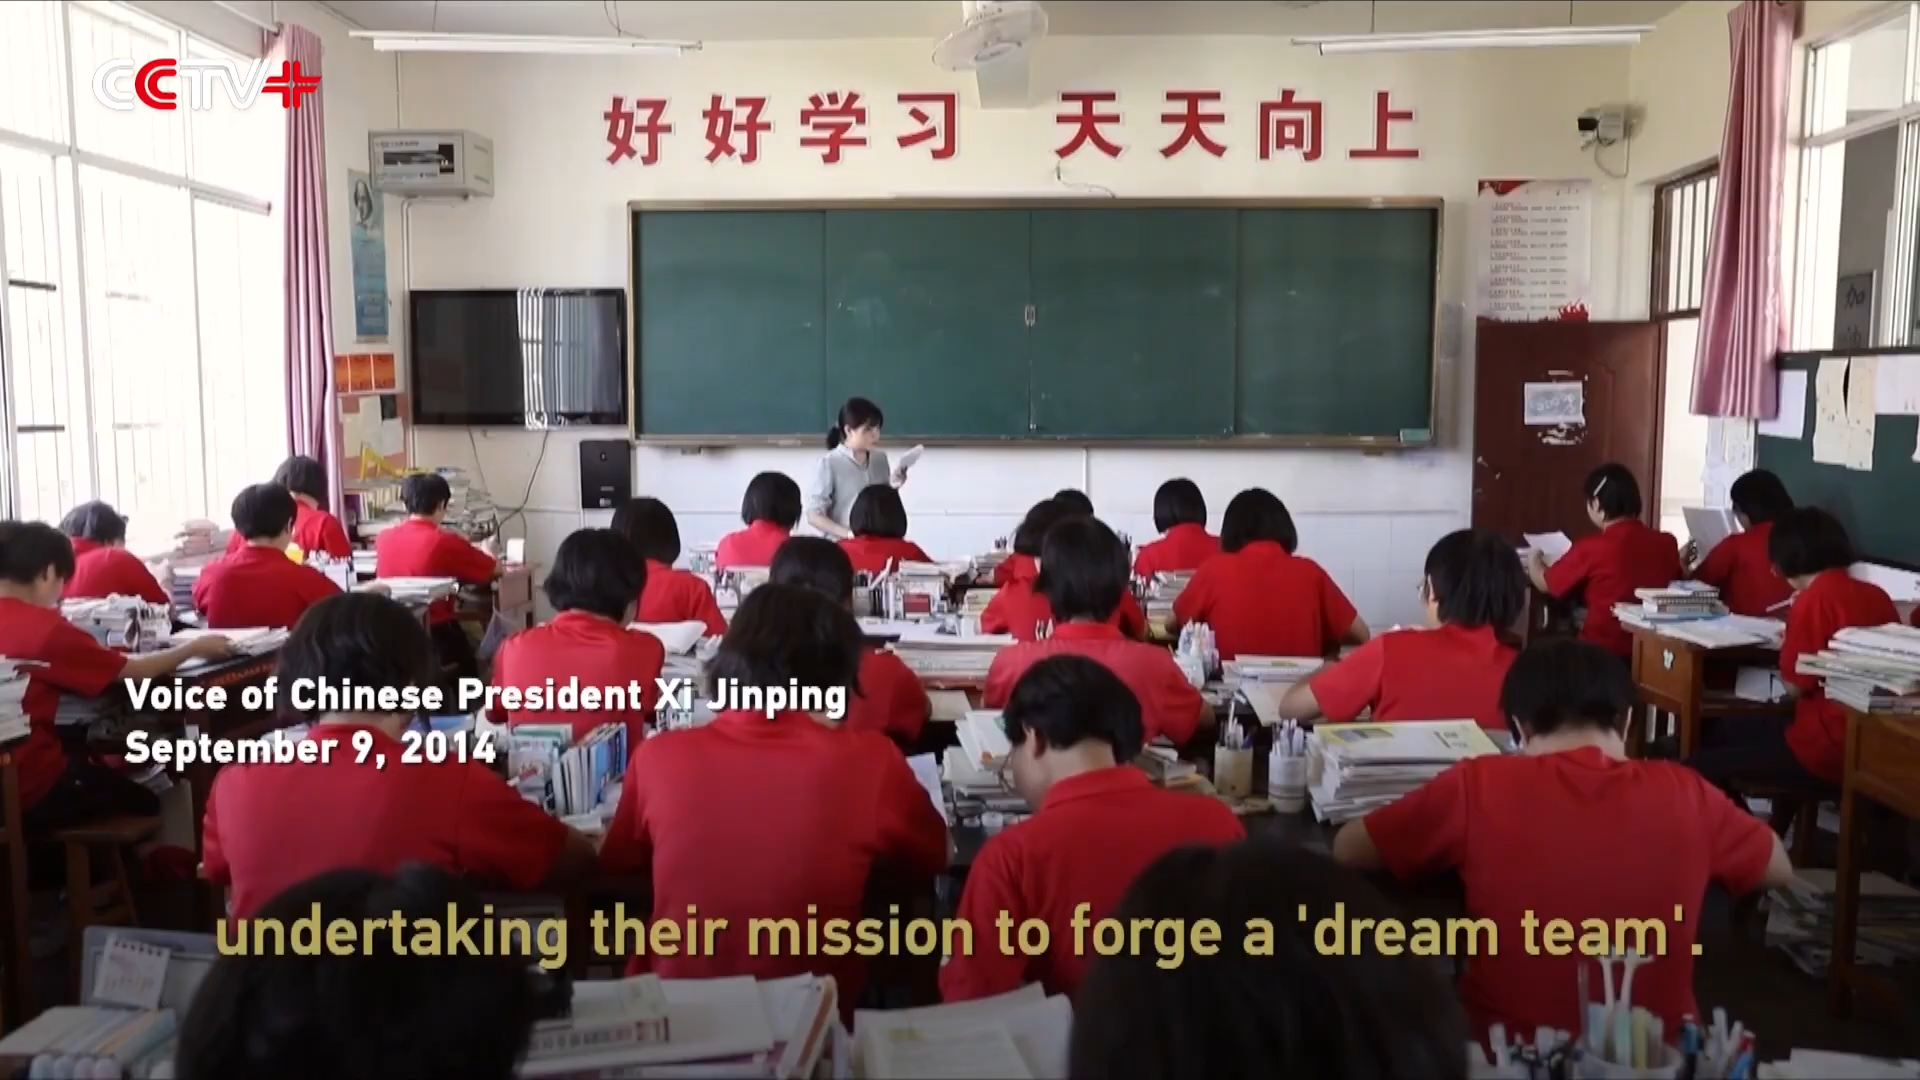 CCTV+
好好学习 天天向上
加
Voice of Chinese President Xi Jinping
September 9, 2014
undertaking their mission to forge a 'dream team'.